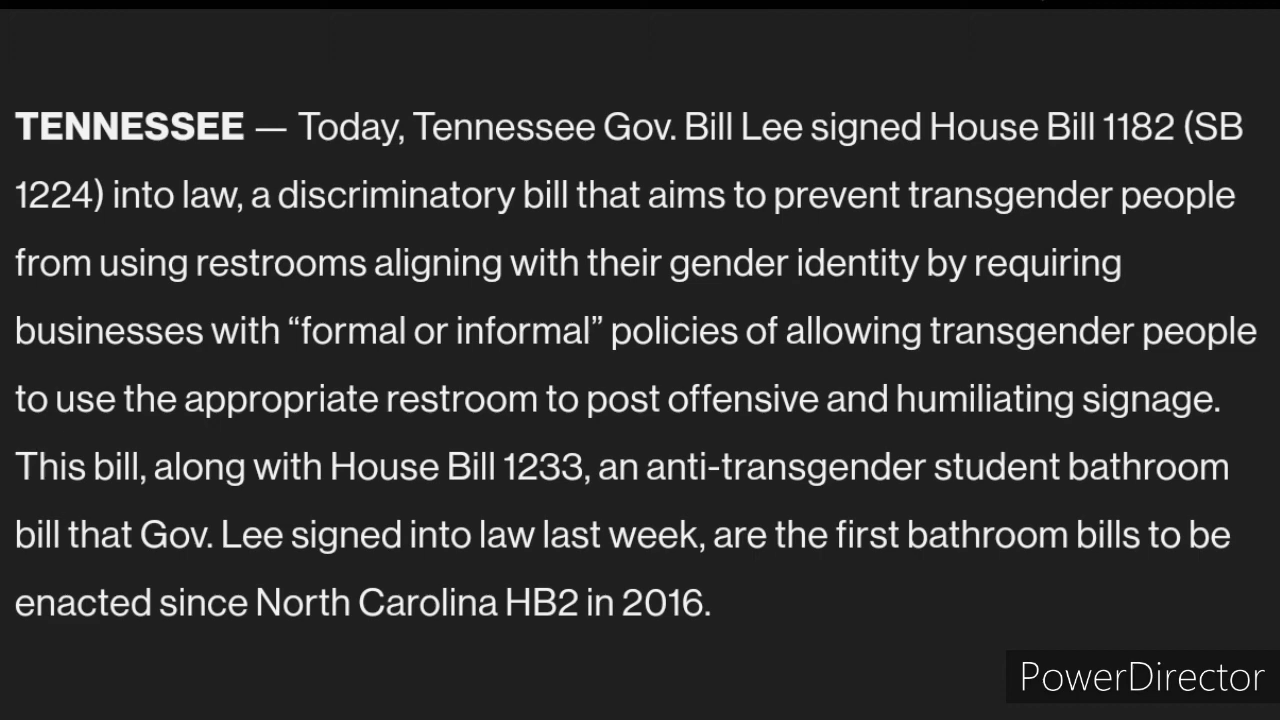 TENNESSEE — Today, Tennessee Gov. Bill Lee signed House Bill 1182 (SB
1224) into law, a discriminatory bill that aims to prevent transgender people
from using restrooms aligning with their gender identity by requiring
businesses with “formal or informal” policies of allowing transgender people
to use the appropriate restroom to post offensive and humiliating signage.
This bill, along with House Bill 1233, an anti-transgender student bathroom
bill that Gov. Lee signed into law last week, are the first bathroom bills to be
enacted since North Carolina HB2 in 2016.
PowerDirector